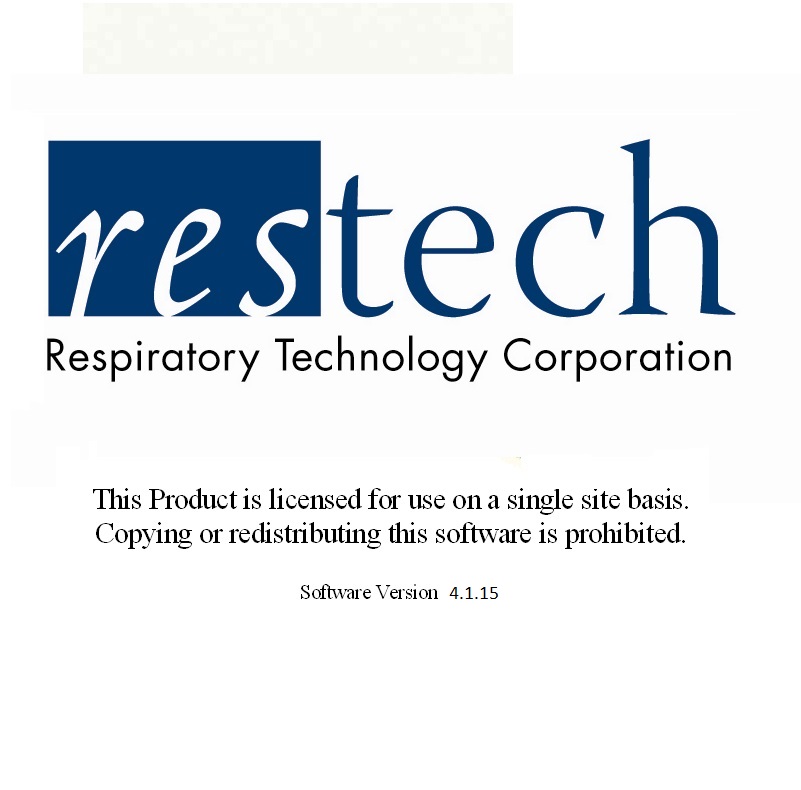 restech
Respiratory Technology Corporation
This Product is licensed for use on a single site basis.
Copying or redistributing this software is prohibited.
Software Version 4.1.15